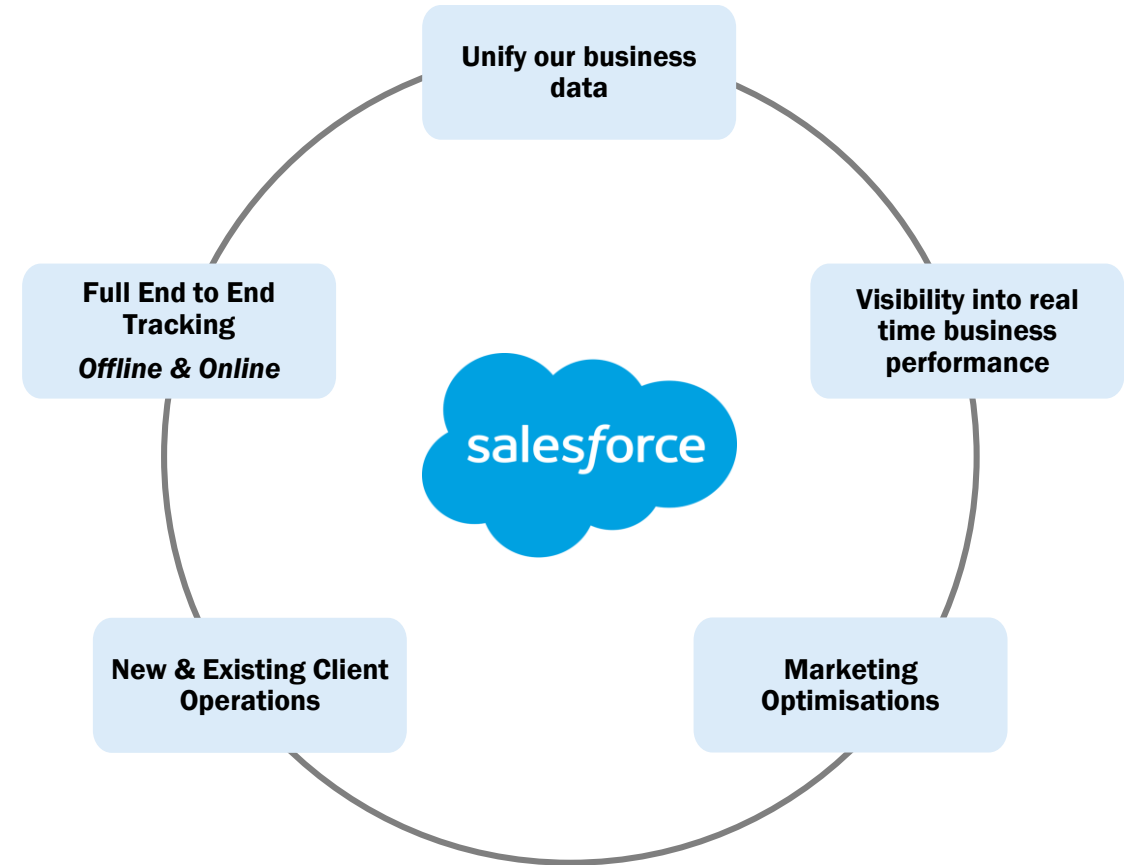 Unify our business
data
Full End to End
Tracking
Offline & Online
Visibility into real
time business
performance
salesforce
New & Existing Client
Operations
Marketing
Optimisations